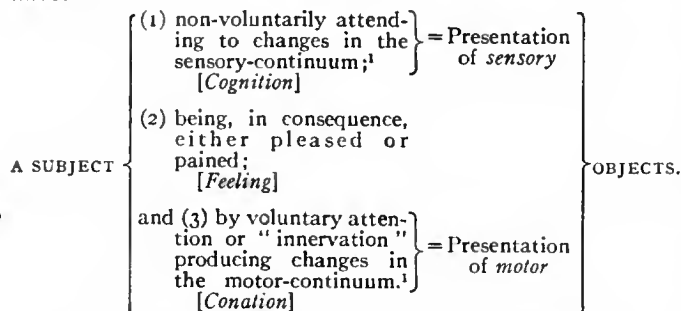 (1) non-voluntarily attend-
ing to changes in the = Presentation
sensory-continuum;¹ of sensory
[Cognition]
(2) being, in consequence,
either pleased or
pained;
A SUBJECT OBJECTS.
[Feeling]
and (3) by voluntary atten-
tion or "innervation" = Presentation
producing changes in of motor
the motor-continuum.¹
[Conation]